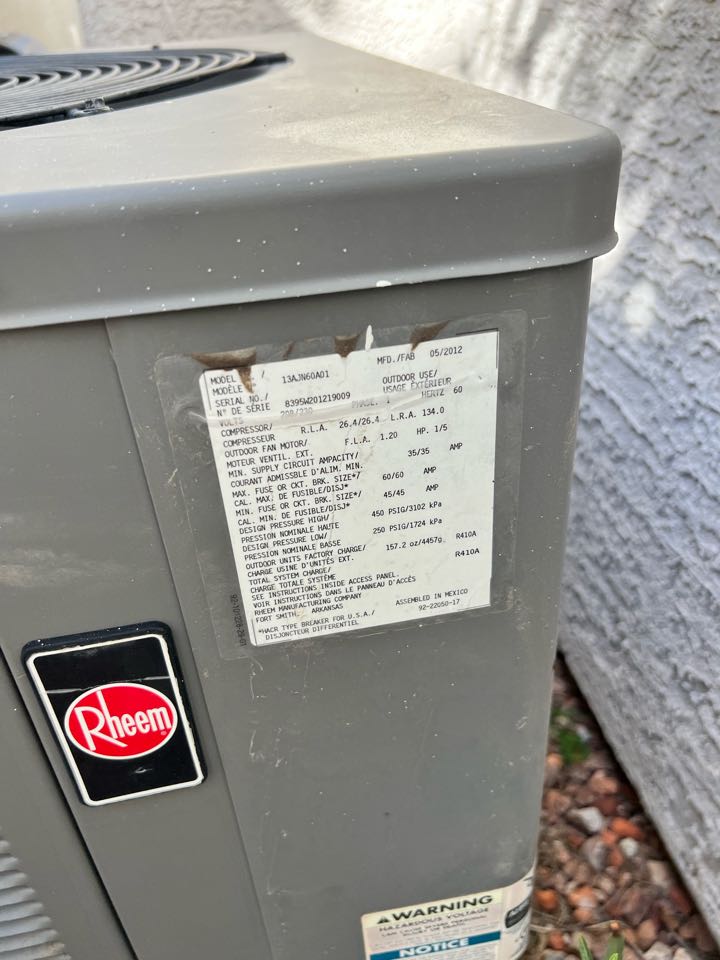 MODEL / 13AJN60A01 MFD./FAB 05/2012
MODÈLE
SERIAL NO./ 8395W201219009 OUTDOOR USE/
N° DE SÉRIE USAGE EXTÉRIEUR
VOLTS 208/230 PHASE: 1 HERTZ 60
COMPRESSOR/ R.L.A. 26.4/26.4 L.R.A. 134.0
COMPRESSEUR
OUTDOOR FAN MOTOR/ F.L.A. 1.20 HP. 1/5
MOTEUR VENTIL. EXT.
MIN. SUPPLY CIRCUIT AMPACITY/ 35/35 AMP
COURANT ADMISSBLE D'ALIM. MIN.
MAX. FUSE OR CKT. BRK. SIZE*/ 60/60 AMP
CAL. MAX. DE FUSIBLE/DISJ*
MIN. FUSE OR CKT. BRK. SIZE*/ 45/45 AMP
CAL. MIN. DE FUSIBLE/DISJ*
DESIGN PRESSURE HIGH/ 450 PSIG/3102 kPa
PRESSION NOMINALE HAUTE
DESIGN PRESSURE LOW/ 250 PSIG/1724 kPa
PRESSION NOMINALE BASSE
OUTDOOR UNITS FACTORY CHARGE/ 157.2 oz/4457g. R410A
CHARGE USINE D'UNITÉS EXT.
TOTAL SYSTEM CHARGE/ R410A
CHARGE TOTALE SYSTÈME
SEE INSTRUCTIONS INSIDE ACCESS PANEL.
VOIR INSTRUCTIONS DANS LE PANNEAU D'ACCÈS
RHEEM MANUFACTURING COMPANY
FORT SMITH, ARKANSAS ASSEMBLED IN MEXICO
92-22050-17
*HACR TYPE BREAKER FOR U.S.A./
DISJONCTEUR DIFFERENTIEL
Rheem
WARNING
HAZARDOUS VOLTAGE
NOTICE